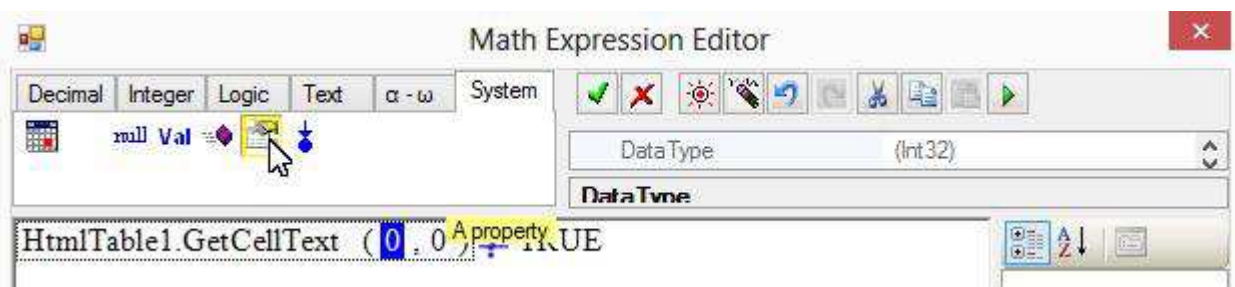 Math Expression Editor
Decimal Integer Logic Text α - ω System
null Val
DataType (Int32)
DataType
HtmlTable1.GetCellText ( 0 , 0 )
A property